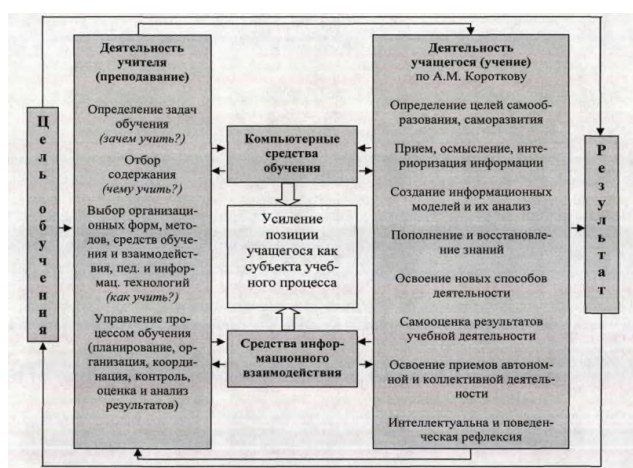 Цель обучения
Деятельность
учителя
(преподавание)
Определение задач
обучения
(зачем учить?)
Отбор
содержания
(чему учить?)
Выбор организаци-
онных форм, мето-
дов, средств обуче-
ния и взаимодейст-
вия, пед. и инфор-
мац. технологий
(как учить?)
Управление про-
цессом обучения
(планирование, ор-
ганизация, коорди-
нация, контроль,
оценка и анализ
результатов)
Компьютерные
средства
обучения
Усиление
позиции
учащегося как
субъекта учеб-
ного процесса
Средства инфор-
мационного
взаимодействия
Деятельность
учащегося (учение)
по А.М. Короткову
Определение целей самооб-
разования, саморазвития
Прием, осмысление, инте-
риоризация информации
Создание информационных
моделей и их анализ
Пополнение и восстановле-
ние знаний
Освоение новых способов
деятельности
Самооценка результатов
учебной деятельности
Освоение приемов автоном-
ной и коллективной деятель-
ности
Интеллектуальна и поведен-
ческая рефлексия
Результат